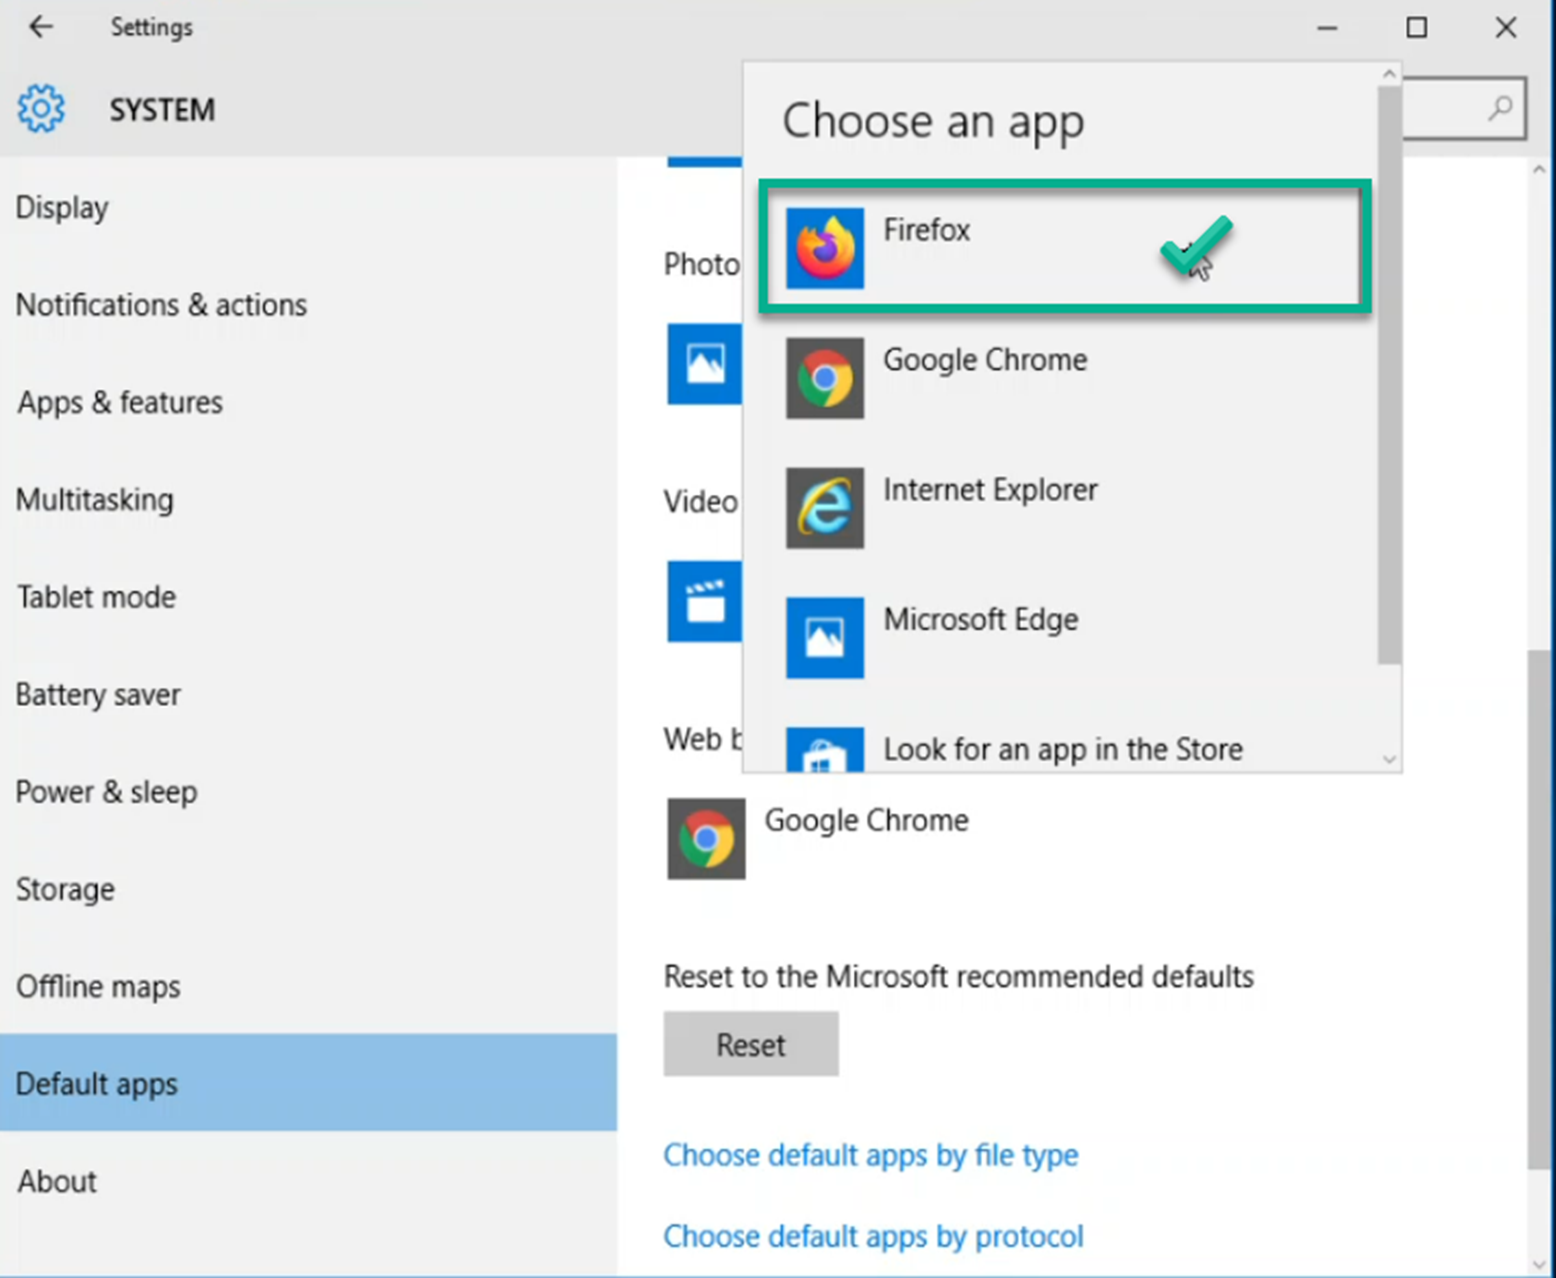 Settings
SYSTEM
Display
Notifications & actions
Apps & features
Multitasking
Tablet mode
Battery saver
Power & sleep
Storage
Offline maps
Default apps
About
Choose an app
Firefox
Google Chrome
Internet Explorer
Microsoft Edge
Look for an app in the Store
Photo
Video
Web b
Google Chrome
Reset to the Microsoft recommended defaults
Reset
Choose default apps by file type
Choose default apps by protocol